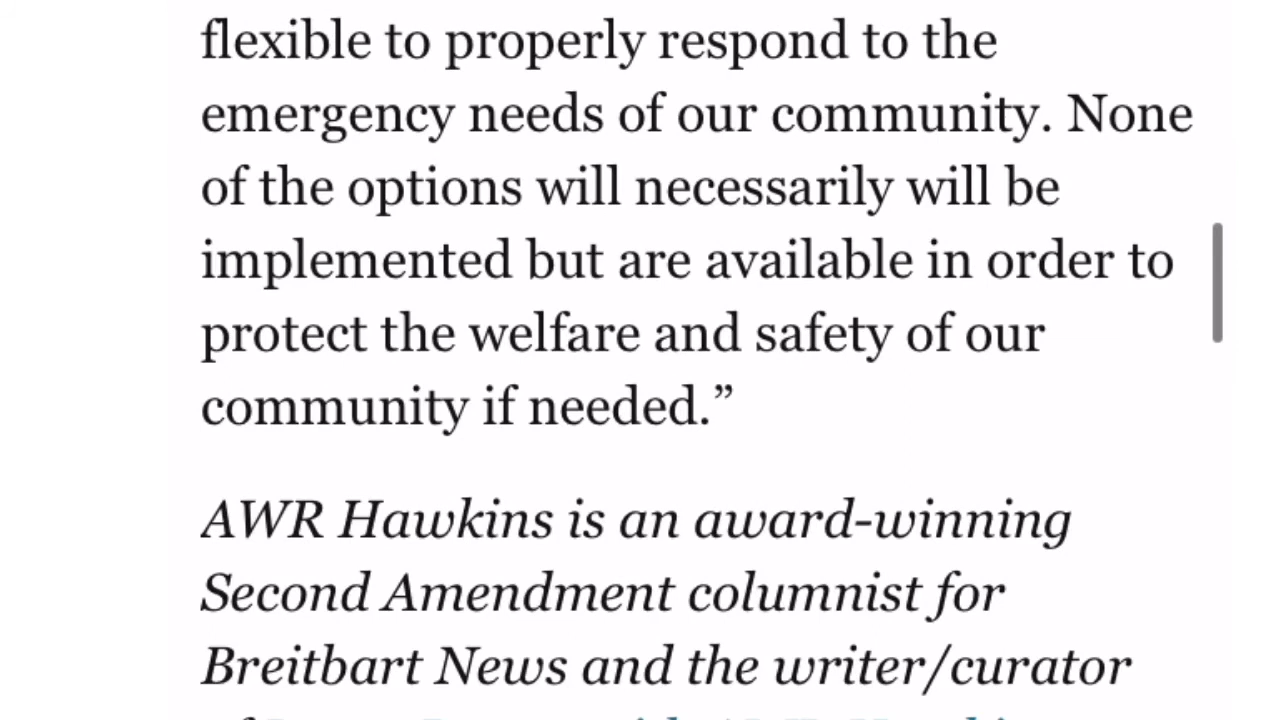 flexible to properly respond to the
emergency needs of our community. None
of the options will necessarily will be
implemented but are available in order to
protect the welfare and safety of our
community if needed.”
AWR Hawkins is an award-winning
Second Amendment columnist for
Breitbart News and the writer/curator